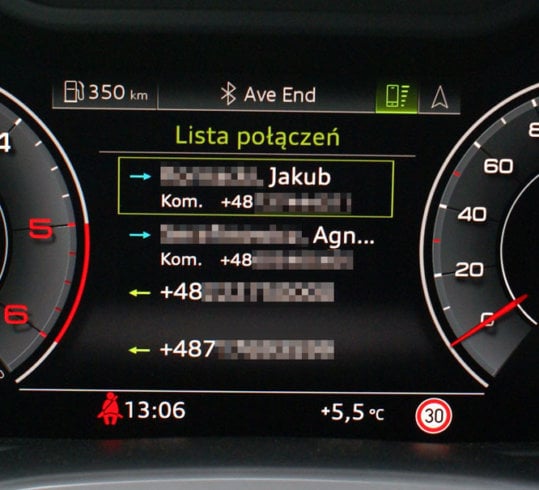 350 km Ave End
Lista połączeń
Jakub
Kom. +48
Agn...
Kom. +48
+48
+487
4
5
6
8
60
40
20
0
13:06 +5,5 °C 30